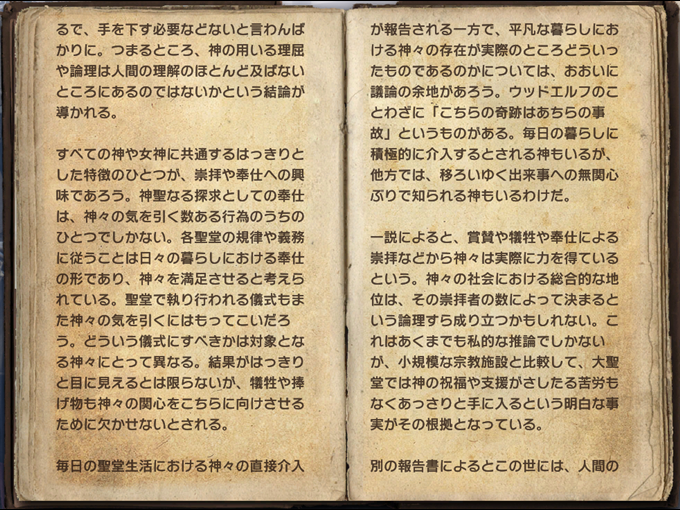 るで、手を下す必要などないと言わんば
かりに。つまるところ、神の用いる理屈
や論理は人間の理解のほとんど及ばない
ところにあるのではないかという結論が
導かれる。
すべての神や女神に共通するはっきりと
した特徴のひとつが、崇拝や奉仕への興
味であろう。神聖なる探求としての奉仕
は、神々の気を引く数ある行為のうちの
ひとつでしかない。各聖堂の規律や義務
に従うことは日々の暮らしにおける奉仕
の形であり、神々を満足させると考えら
れている。聖堂で執り行われる儀式もま
た神々の気を引くにはもってこいだろ
う。どういう儀式にすべきかは対象とな
る神々にとって異なる。結果がはっきり
と目に見えるとは限らないが、犠牲や捧
げ物も神々の関心をこちらに向けさせる
ために欠かせないとされる。
毎日の聖堂生活における神々の直接介入
が報告される一方で、平凡な暮らしにお
ける神々の存在が実際のところどういっ
たものであるのかについては、おおいに
議論の余地があろう。ウッドエルフのこ
とわざに「こちらの奇跡はあちらの事
故」というものがある。毎日の暮らしに
積極的に介入するとされる神もいるが、
他方では、移ろいゆく出来事への無関心
ぶりで知られる神もいるわけだ。
一説によると、賞賛や犠牲や奉仕による
崇拝などから神々は実際に力を得ている
という。神々の社会における総合的な地
位は、その崇拝者の数によって決まると
いう論理すら成り立つかもしれない。こ
れはあくまでも私的な推論でしかない
が、小規模な宗教施設と比較して、大聖
堂では神の祝福や支援がさしたる苦労も
なくあっさりと手に入るという明白な事
実がその根拠となっている。
別の報告書によるとこの世には、人間の